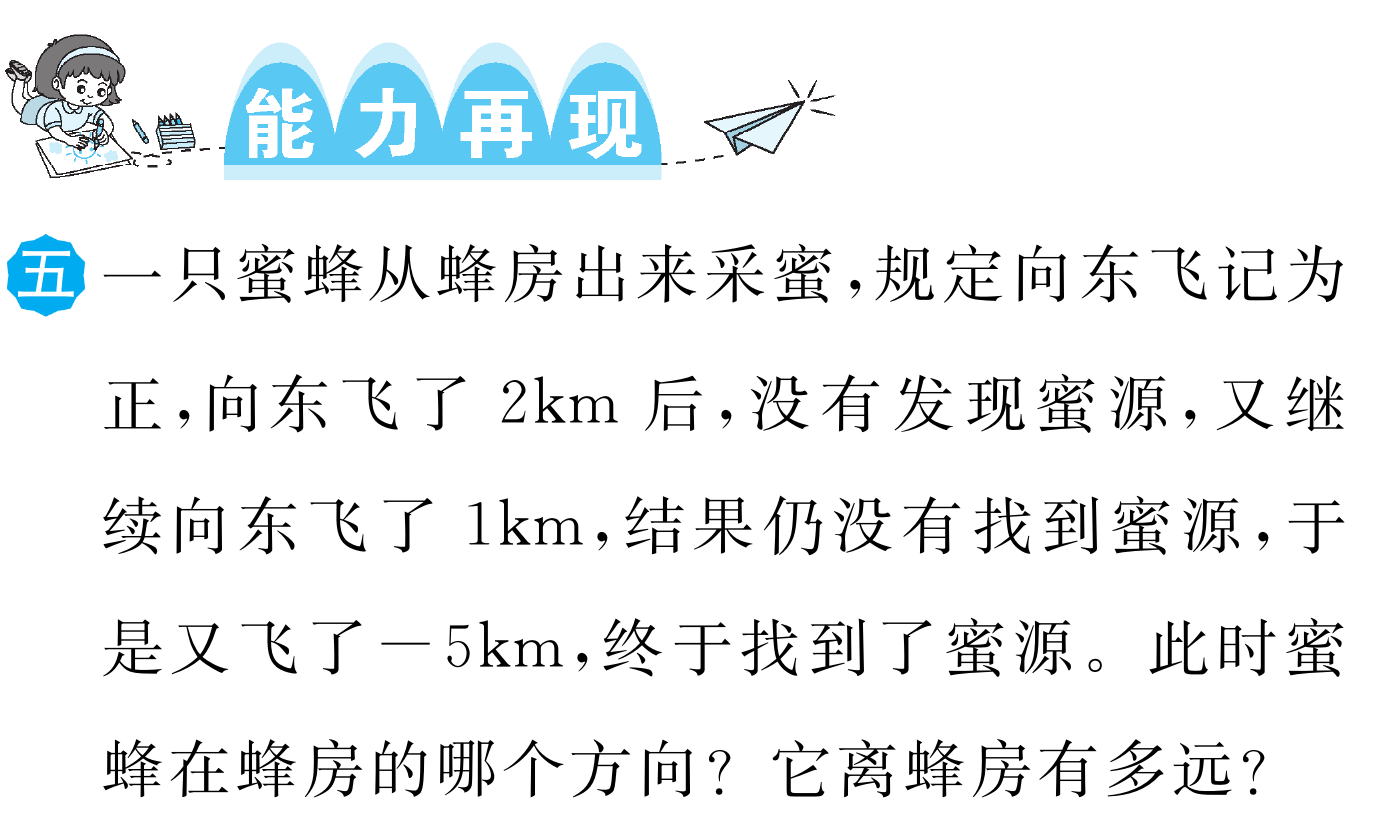 能力再现
五 一只蜜蜂从蜂房出来采蜜,规定向东飞记为
正,向东飞了 2km 后,没有发现蜜源,又继
续向东飞了 1km,结果仍没有找到蜜源,于
是又飞了－5km,终于找到了蜜源。此时蜜
蜂在蜂房的哪个方向? 它离蜂房有多远?